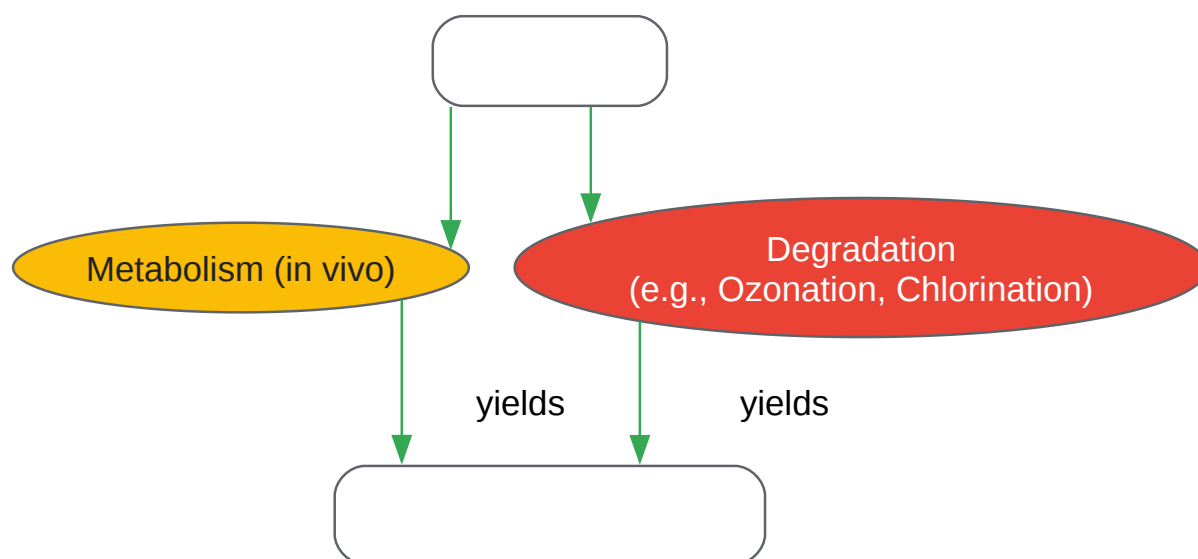 Metabolism (in vivo)
Degradation
(e.g., Ozonation, Chlorination)
yields
yields